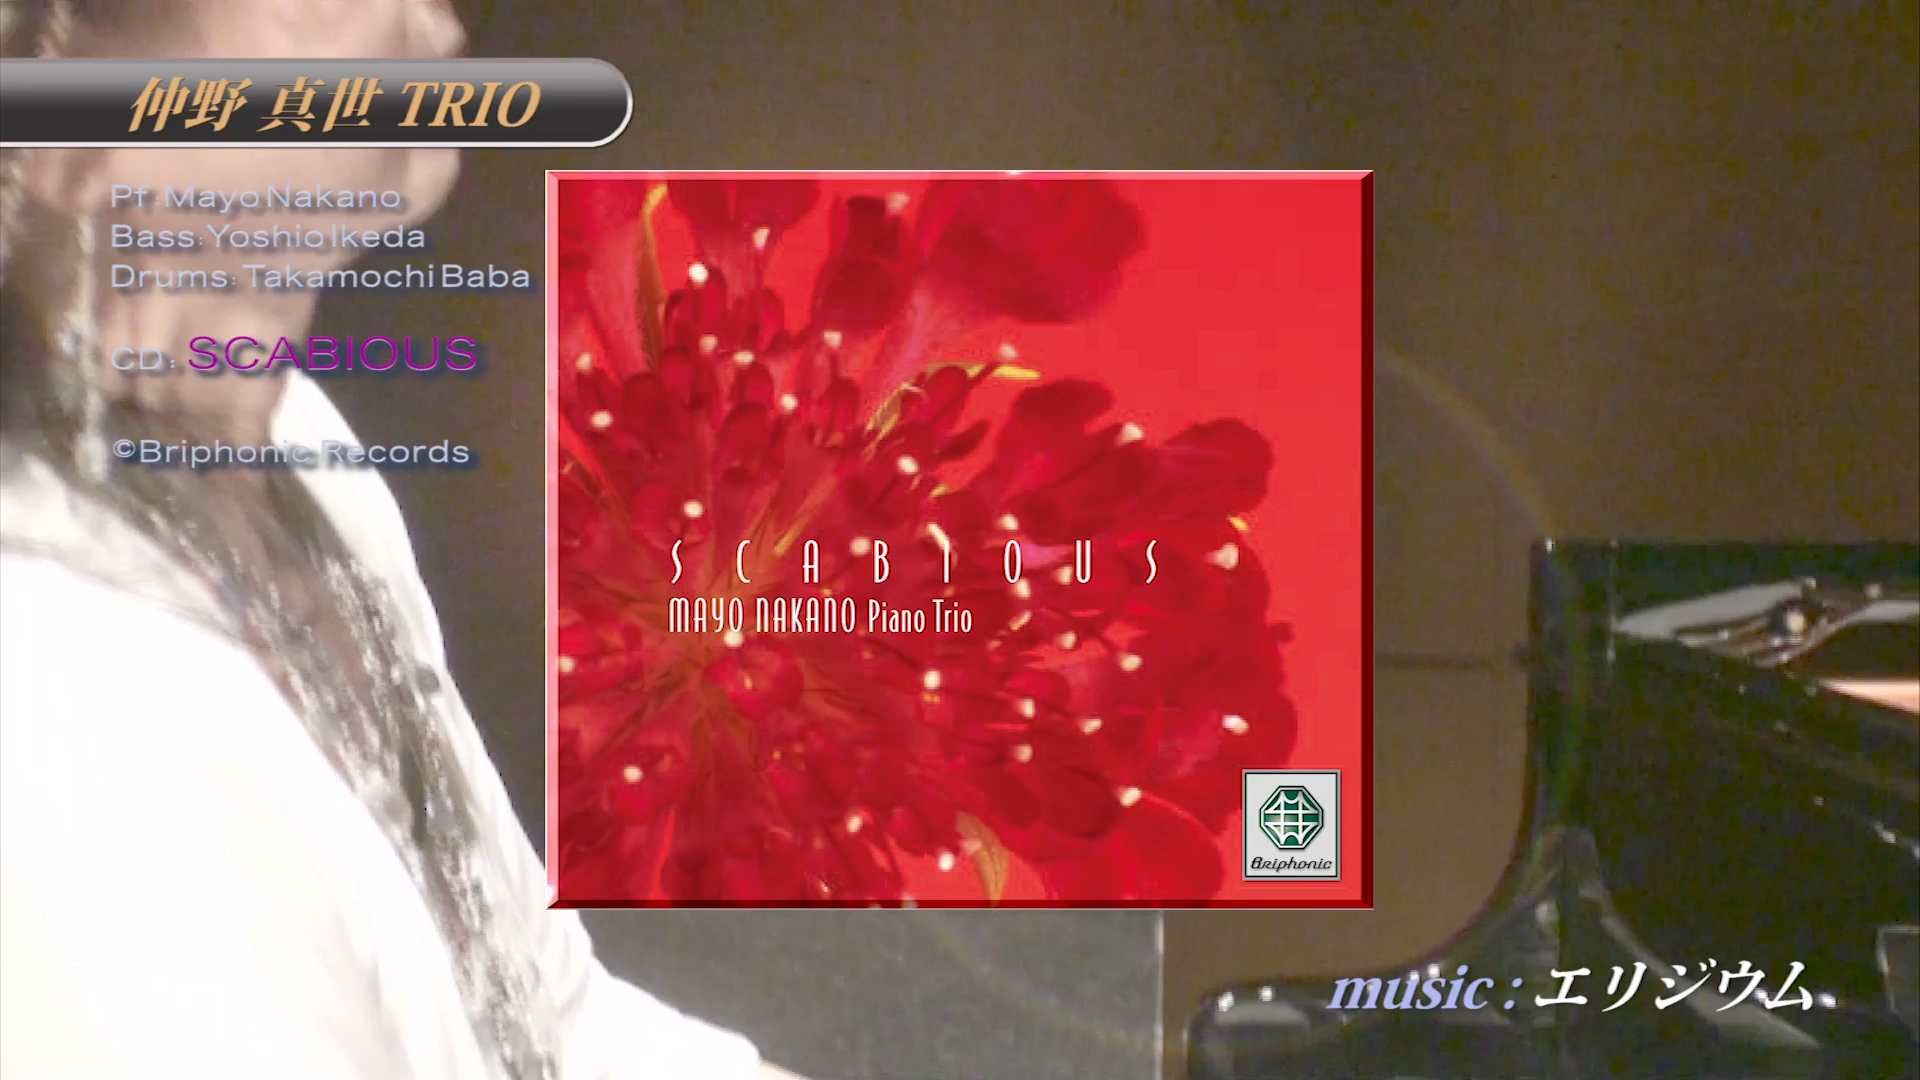 仲野 真世 TRIO
Pf: Mayo Nakano
Bass: Yoshio Ikeda
Drums: Takamochi Baba
CD: SCABIOUS
©Briphonic Records
SCABIOUS
MAYO NAKANO Piano Trio
Briphonic
music : エリジウム